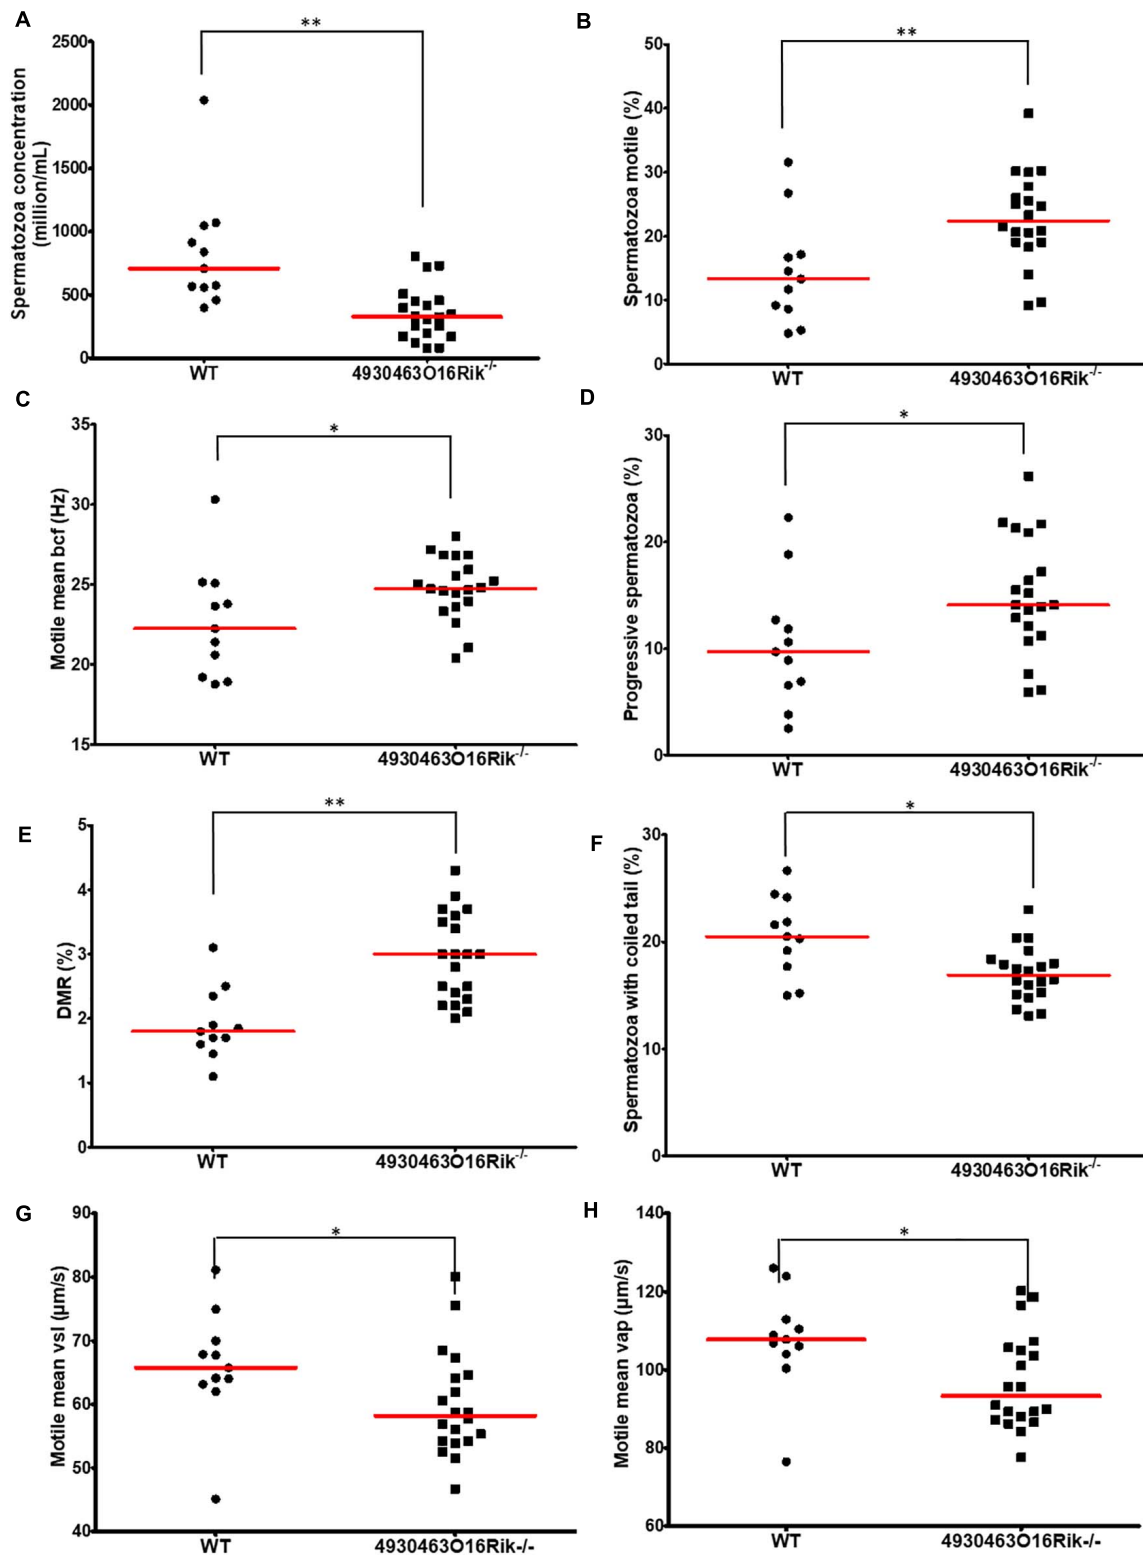 A
**
2500
2000
1500
1000
500
0
Spermatozoa concentration
(million/mL)
WT
4930463O16Rik-/-
B
**
50
40
30
20
10
0
Spermatozoa motile (%)
WT
4930463O16Rik-/-
C
*
35
30
25
20
15
Motile mean bcf (Hz)
WT
4930463O16Rik-/-
D
*
30
20
10
0
Progressive spermatozoa (%)
WT
4930463O16Rik-/-
E
**
5
4
3
2
1
0
DMR (%)
WT
4930463O16Rik-/-
F
*
30
20
10
0
Spermatozoa with coiled tail (%)
WT
4930463O16Rik-/-
G
*
90
80
70
60
50
40
Motile mean vsl (µm/s)
WT
4930463O16Rik-/-
H
*
140
120
100
80
60
Motile mean vap (µm/s)
WT
4930463O16Rik-/-